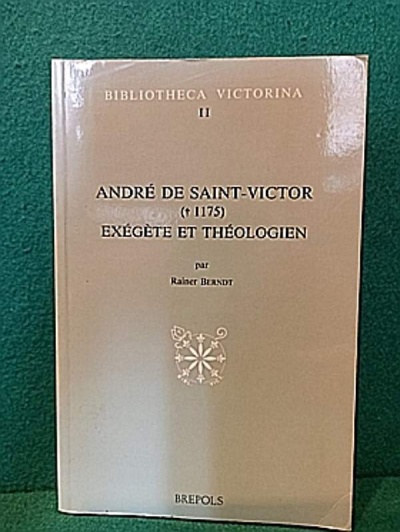 BIBLIOTHECA VICTORINA
II
ANDRÉ DE SAINT-VICTOR
(† 1175)
EXÉGÈTE ET THÉOLOGIEN
par
Rainer BERNDT
BREPOLS